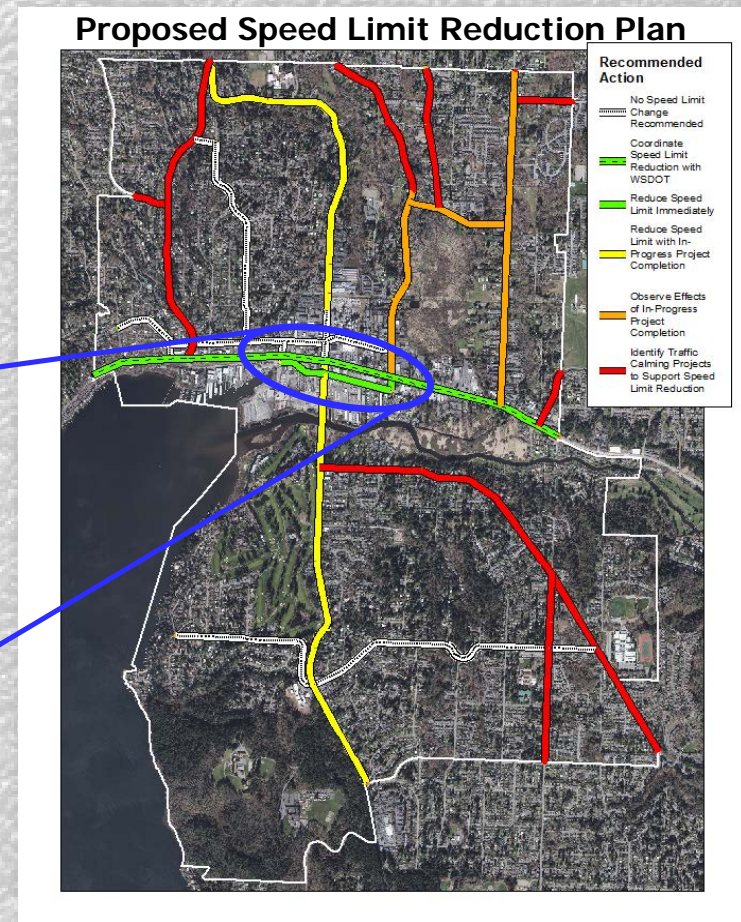 Proposed Speed Limit Reduction Plan
Recommended
Action
No Speed Limit
Change
Recommended
Coordinate
Speed Limit
Reduction with
WSDOT
Reduce Speed
Limit Immediately
Reduce Speed
Limit with In-
Progress Project
Completion
Observe Effects
of In-Progress
Project
Completion
Identify Traffic
Calming Projects
to Support Speed
Limit Reduction